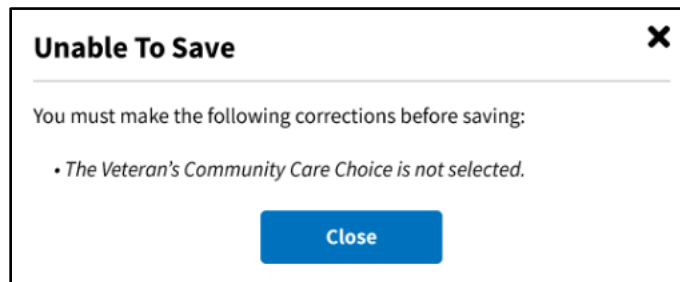 Unable To Save
You must make the following corrections before saving:
• The Veteran's Community Care Choice is not selected.
Close